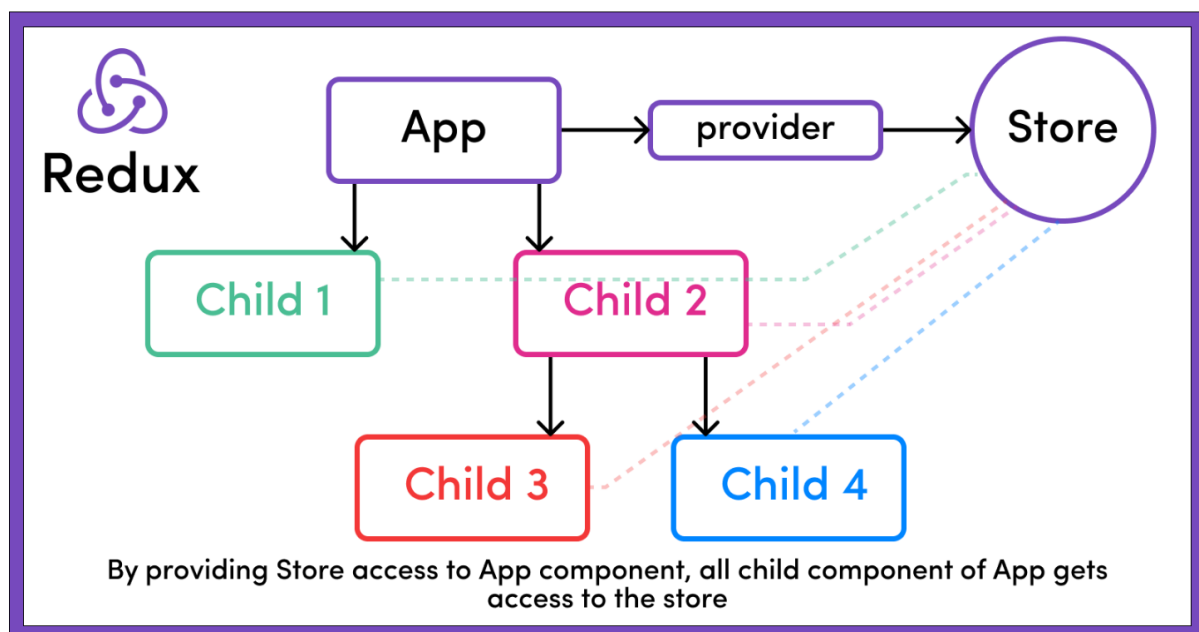 Redux
App
provider
Store
Child 1
Child 2
Child 3
Child 4
By providing Store access to App component, all child component of App gets
access to the store